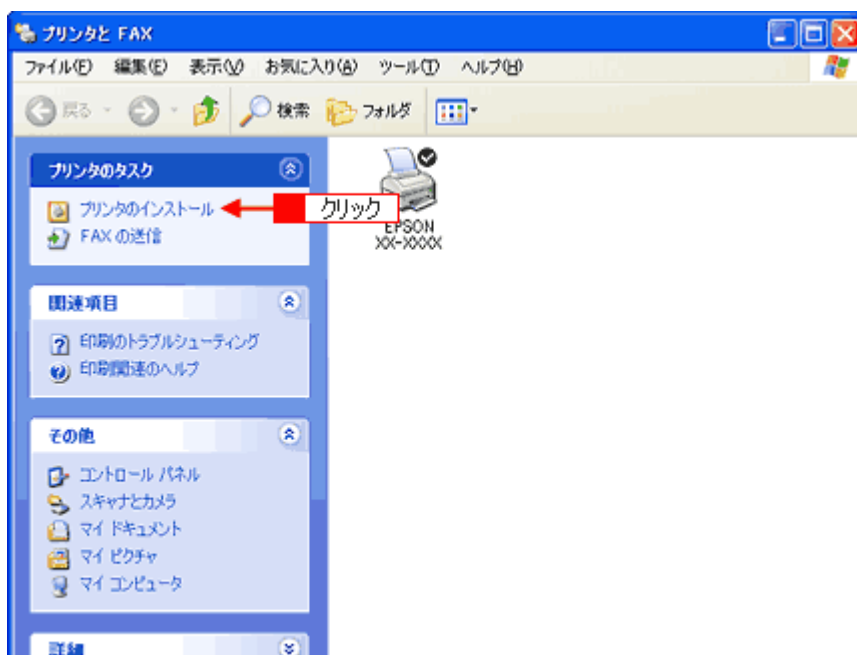 プリンタと FAX
ファイル(F) 編集(E) 表示(V) お気に入り(A) ツール(T) ヘルプ(H)
戻る 検索 フォルダ
プリンタのタスク
プリンタのインストール
クリック
FAX の送信
EPSON
XX-XXXX
関連項目
印刷のトラブルシューティング
印刷関連のヘルプ
その他
コントロール パネル
スキャナとカメラ
マイ ドキュメント
マイ ピクチャ
マイ コンピュータ
詳細